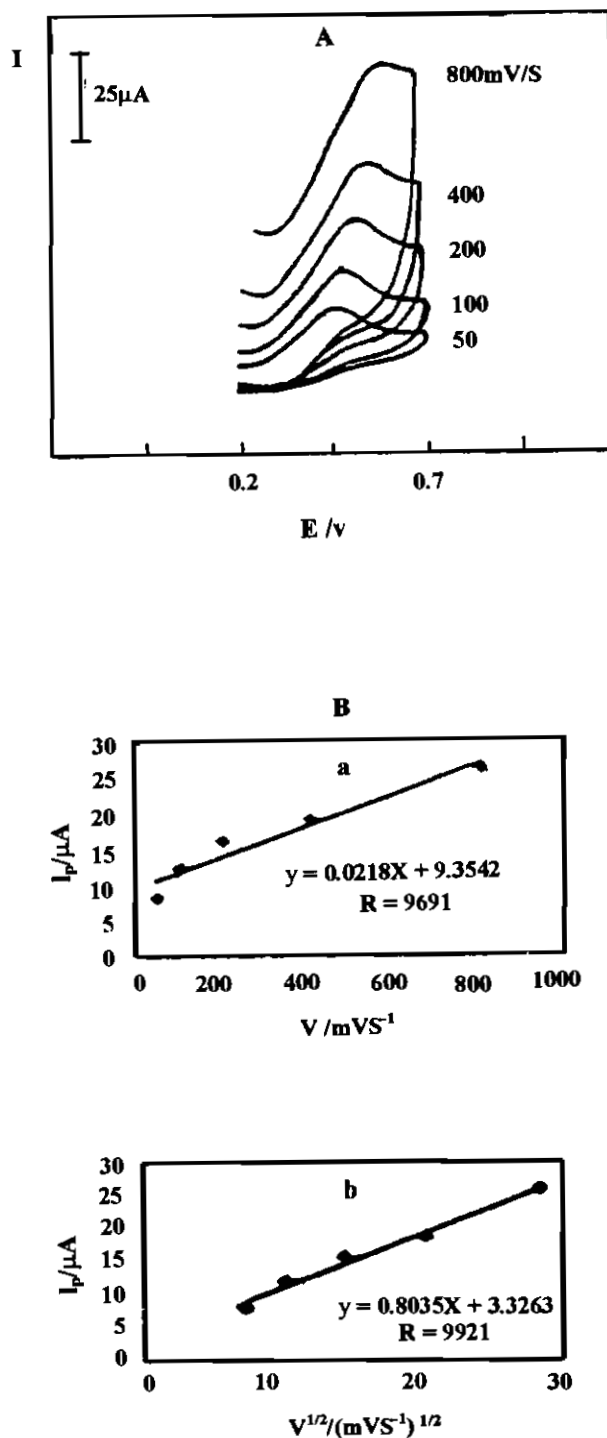 A
I
25μA
800mV/S
400
200
100
50
0.2 0.7
E /v
B
a
30
25
20
15
10
5
0
Ip/μA
y = 0.0218X + 9.3542
R = 9691
0 200 400 600 800 1000
V /mVS⁻¹
b
30
25
20
15
10
5
0
Ip/μA
y = 0.8035X + 3.3263
R = 9921
0 10 20 30
V^1/2/(mVS⁻¹)^1/2